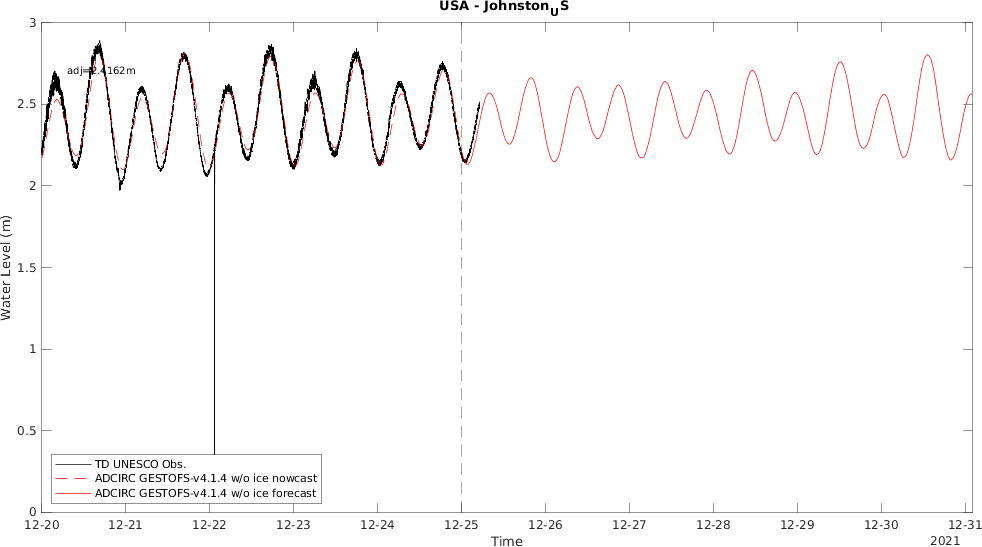 USA - Johnston_US
adj=2.4162m
3
2.5
2
1.5
1
0.5
0
Water Level (m)
TD UNESCO Obs.
ADCIRC GESTOFS-v4.1.4 w/o ice nowcast
ADCIRC GESTOFS-v4.1.4 w/o ice forecast
12-20 12-21 12-22 12-23 12-24 12-25 12-26 12-27 12-28 12-29 12-30 12-31
Time
2021